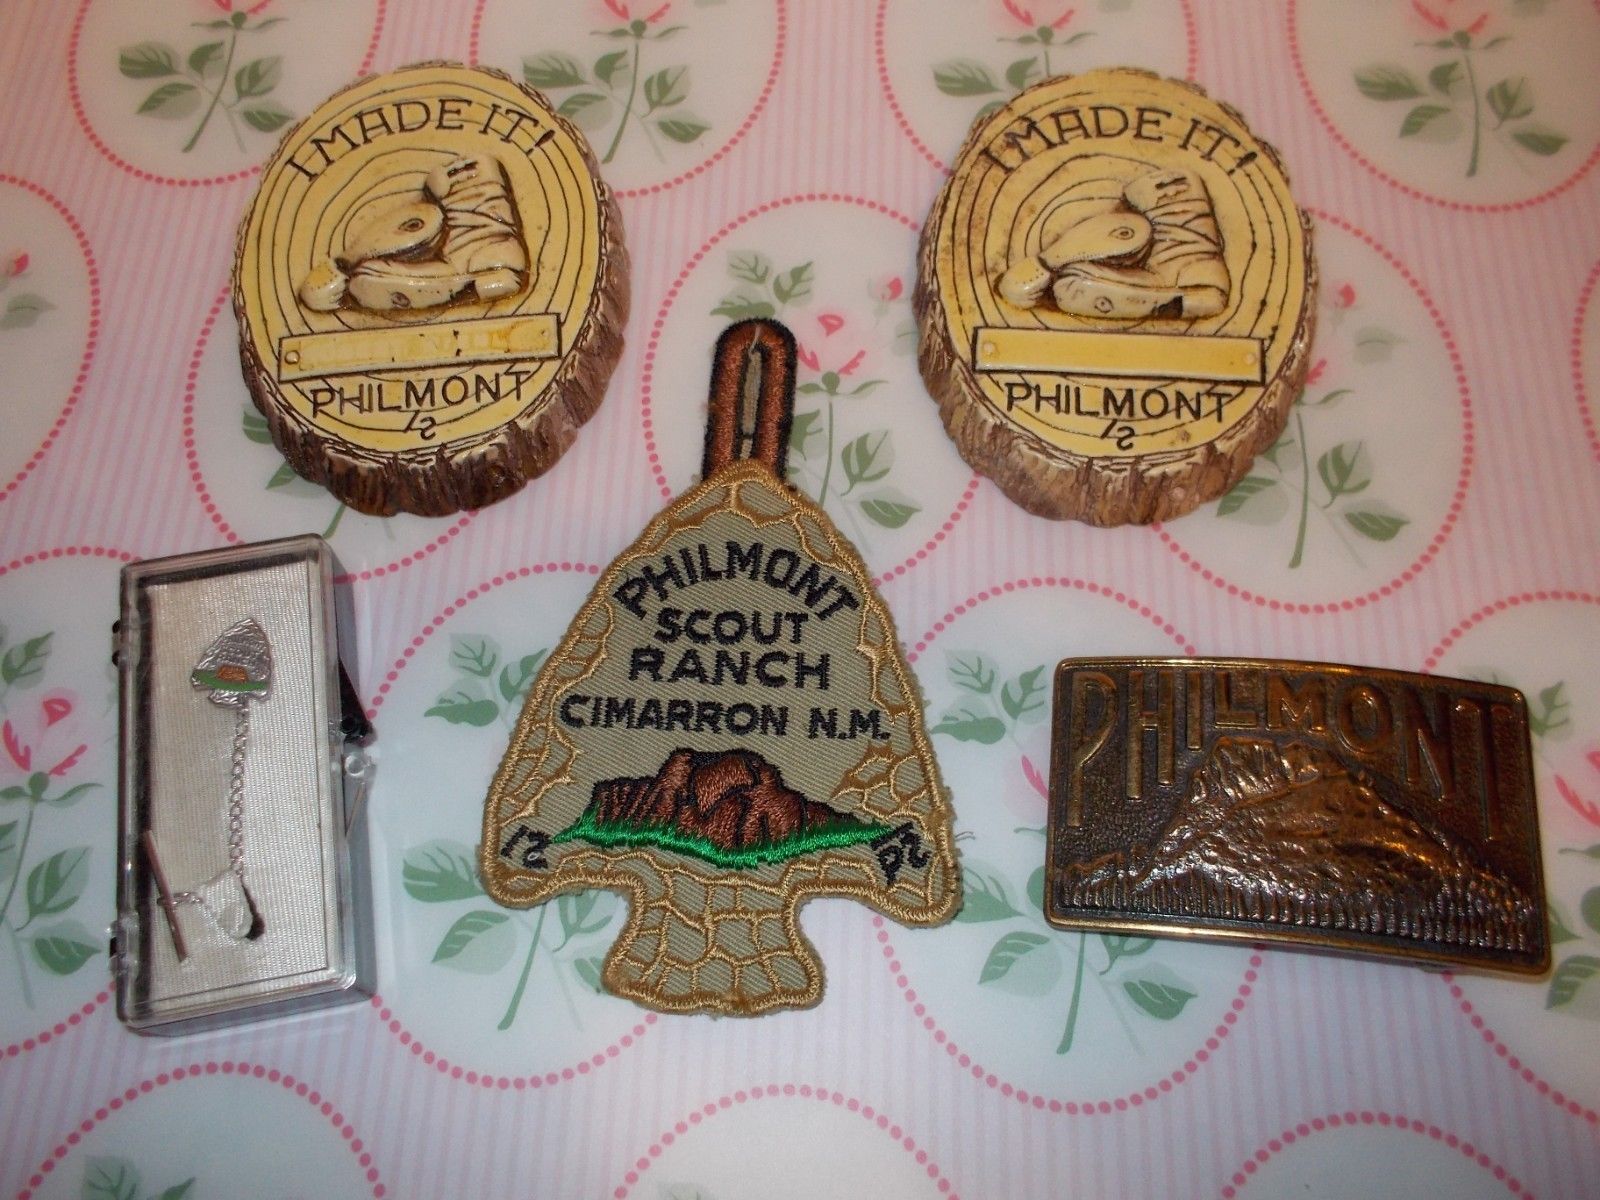 I MADE IT!
PHILMONT
I MADE IT!
PHILMONT
PHILMONT
SCOUT
RANCH
CIMARRON N.M.
PHILMONT